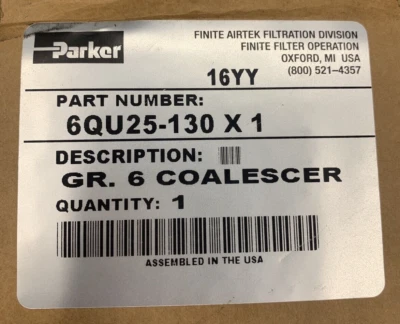 Parker
FINITE AIRTEK FILTRATION DIVISION
FINITE FILTER OPERATION
OXFORD, MI USA
(800) 521-4357
16YY
PART NUMBER:
6QU25-130 X 1
DESCRIPTION:
GR. 6 COALESCER
QUANTITY: 1
ASSEMBLED IN THE USA